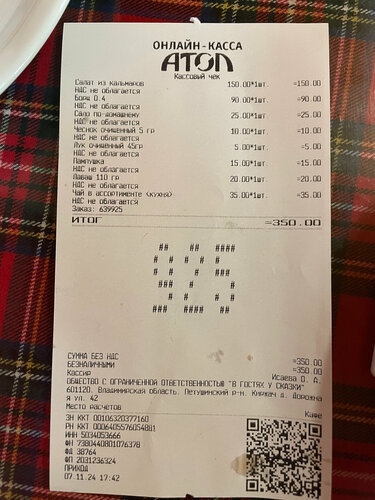 ОНЛАЙН-КАССА
АТОЛ
Кассовый чек
Салат из кальмаров 150.00*1шт. =150.00
НДС не облагается
Борщ 0.4 90.00*1шт. =90.00
НДС не облагается
Сало по-домашнему 25.00*1шт. =25.00
НДС не облагается
Чеснок очищенный 5 гр 10.00*1шт. =10.00
НДС не облагается
Лук очищенный 45гр 5.00*1шт. =5.00
НДС не облагается
Пампушка 15.00*1шт. =15.00
НДС не облагается
Лаваш 110 гр 20.00*1шт. =20.00
НДС не облагается
Чай в ассортименте (кухня) 35.00*1шт. =35.00
НДС не облагается
Заказ: 639925
ИТОГ =350.00
## ## ####
# # # # #
# # # ###
### # #
# # # #
### #### ##
СУММА БЕЗ НДС =350.00
БЕЗНАЛИЧНЫМИ =350.00
Кассир Исаева О. А.
ОБЩЕСТВО С ОГРАНИЧЕННОЙ ОТВЕТСТВЕННОСТЬЮ "В ГОСТЯХ У СКАЗКИ"
601120, Владимирская область, Петушинский р-н, Киржач д, Дорожна
я ул, 42
Место расчетов Кафе
ЗН ККТ 00106320377160
РН ККТ 0006405576054881
ИНН 5034053666
ФН 7380440801076378
ФД 38764
ФП 2031236324
ПРИХОД
07.11.24 17:42